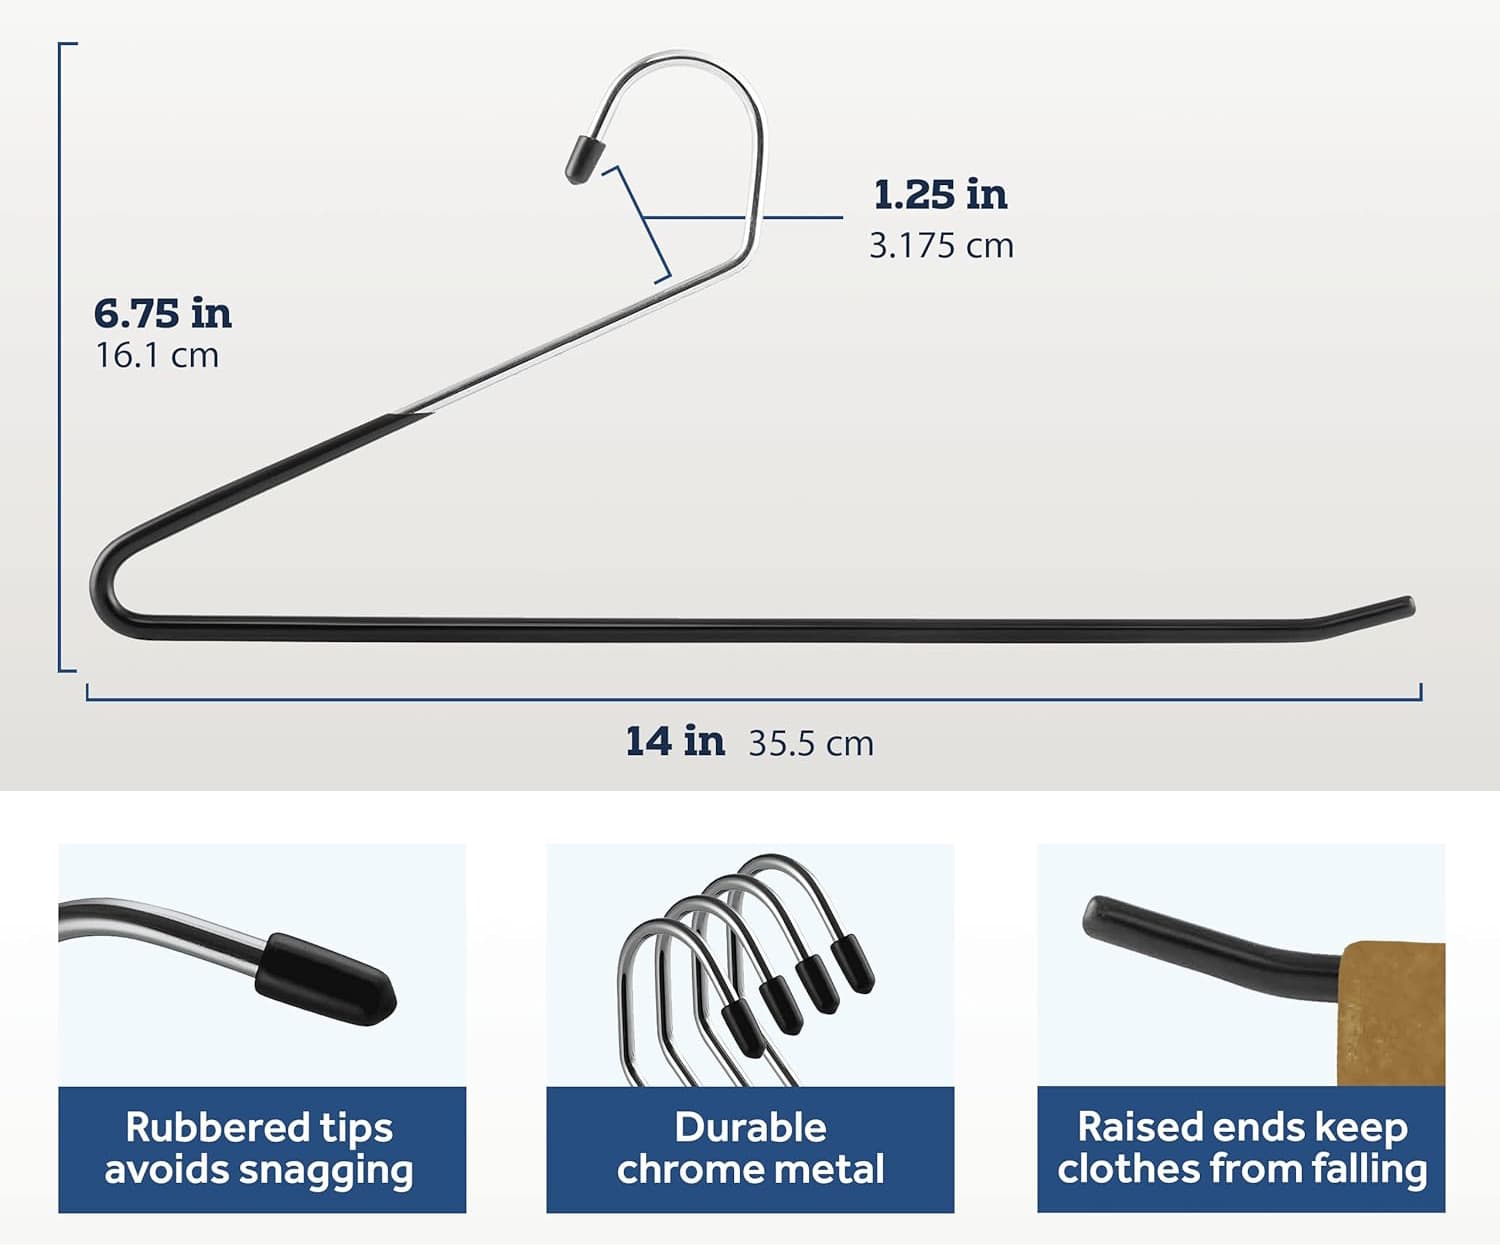 1.25 in
3.175 cm
6.75 in
16.1 cm
14 in 35.5 cm
Rubbered tips
avoids snagging
Durable
chrome metal
Raised ends keep
clothes from falling